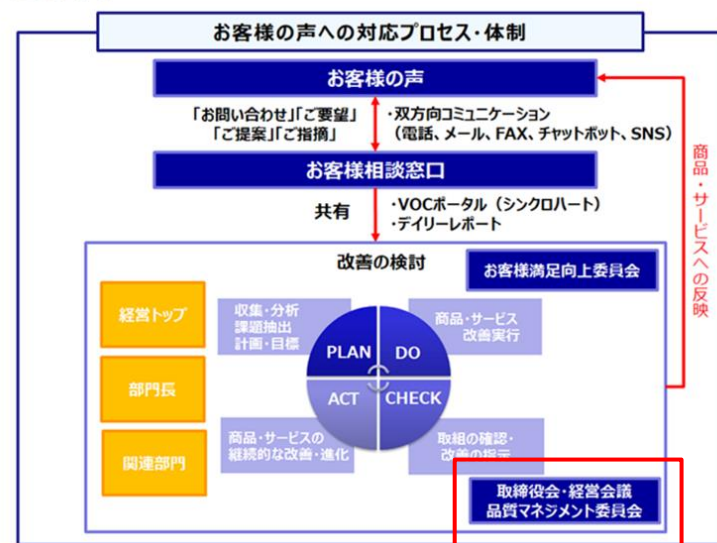 お客様の声への対応プロセス・体制
お客様の声
「お問い合わせ」「ご要望」
「ご提案」「ご指摘」
・双方向コミュニケーション
（電話、メール、FAX、チャットボット、SNS）
お客様相談窓口
共有
・VOCポータル（シンクロハート）
・デイリーレポート
商品・サービスへの反映
改善の検討
お客様満足向上委員会
経営トップ
部門長
関連部門
収集・分析
課題抽出
計画・目標
商品・サービス
改善実行
PLAN
DO
ACT
CHECK
商品・サービスの
継続的な改善・進化
取組の確認・
改善の指示
取締役会・経営会議
品質マネジメント委員会